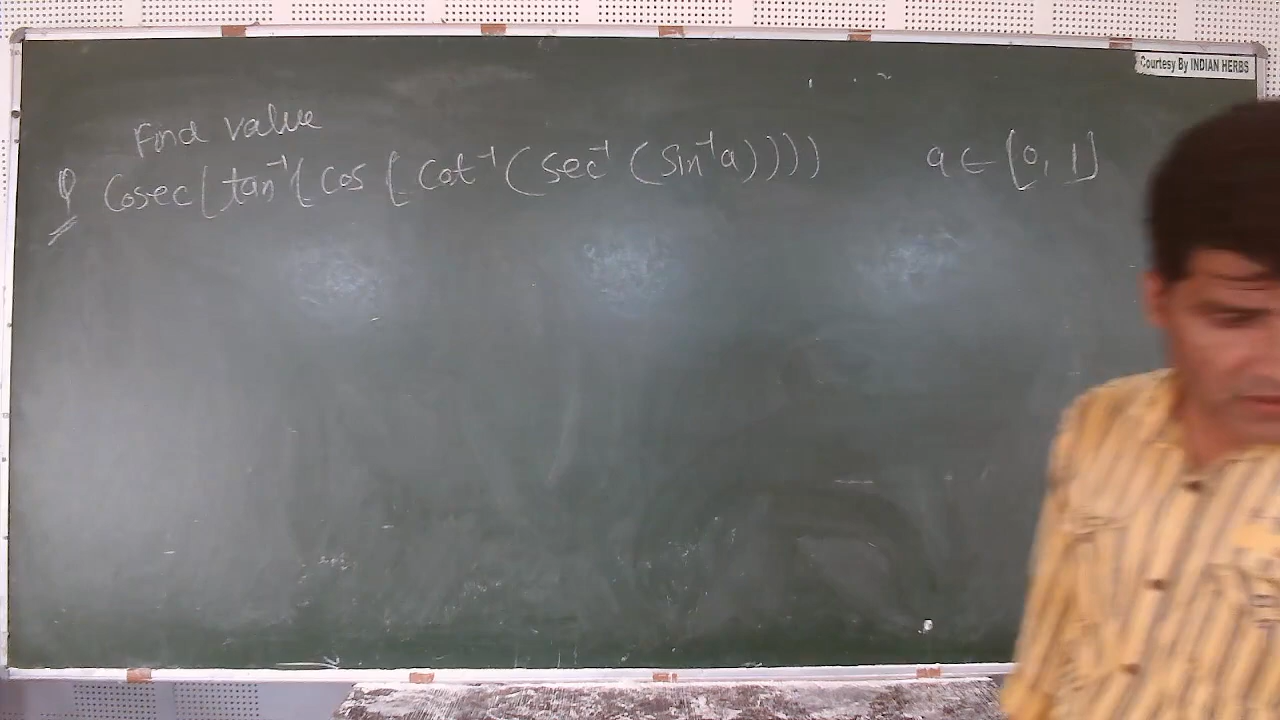 Courtesy By INDIAN HERBS
Find value
Q Cosec(tan⁻¹(cos(cot⁻¹(sec⁻¹(sin⁻¹a))))) a ∈ [0, 1]